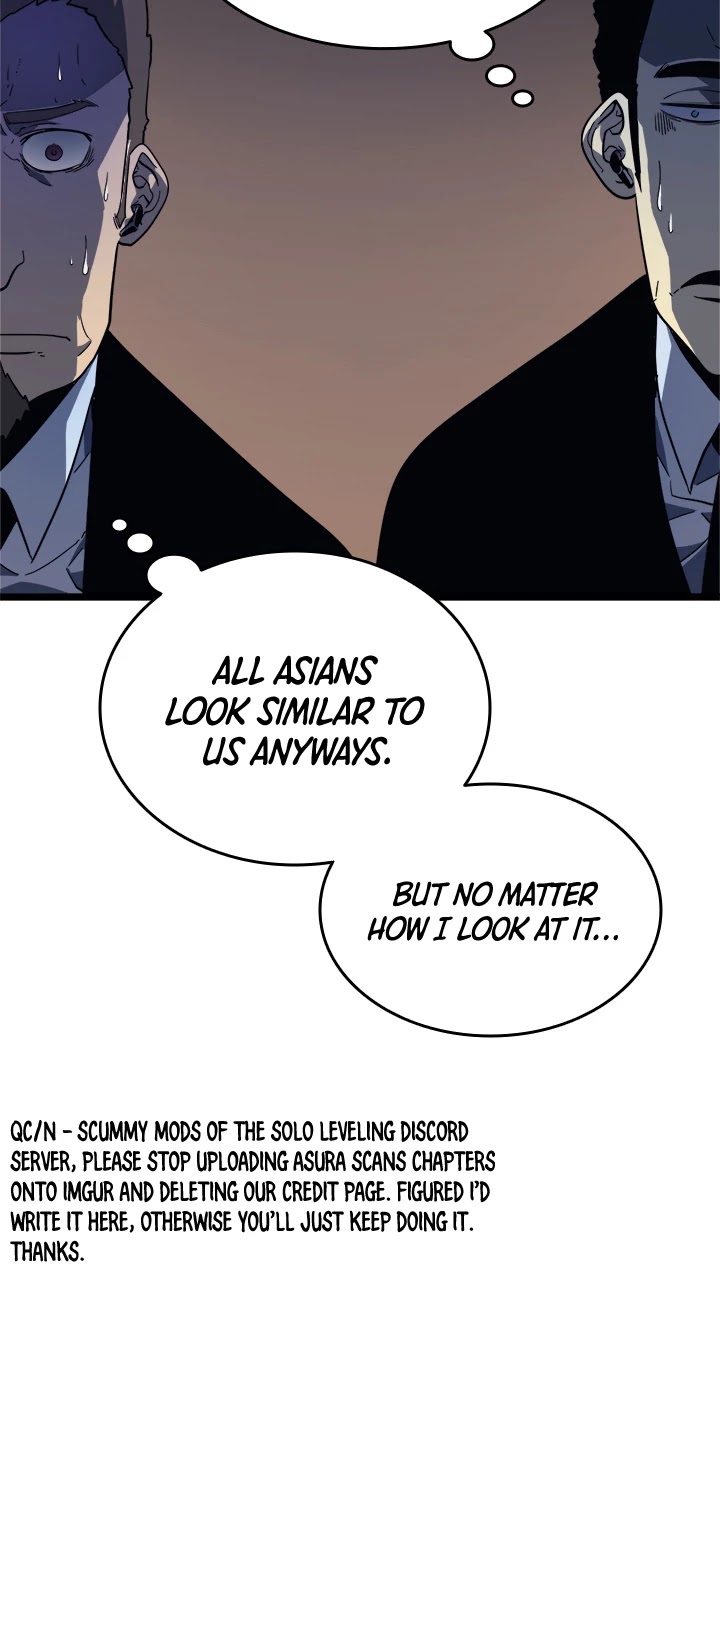 ALL ASIANS
LOOK SIMILAR TO
US ANYWAYS.
BUT NO MATTER
HOW I LOOK AT IT...
QC/N - SCUMMY MODS OF THE SOLO LEVELING DISCORD
SERVER, PLEASE STOP UPLOADING ASURA SCANS CHAPTERS
ONTO IMGUR AND DELETING OUR CREDIT PAGE. FIGURED I'D
WRITE IT HERE, OTHERWISE YOU'LL JUST KEEP DOING IT.
THANKS.